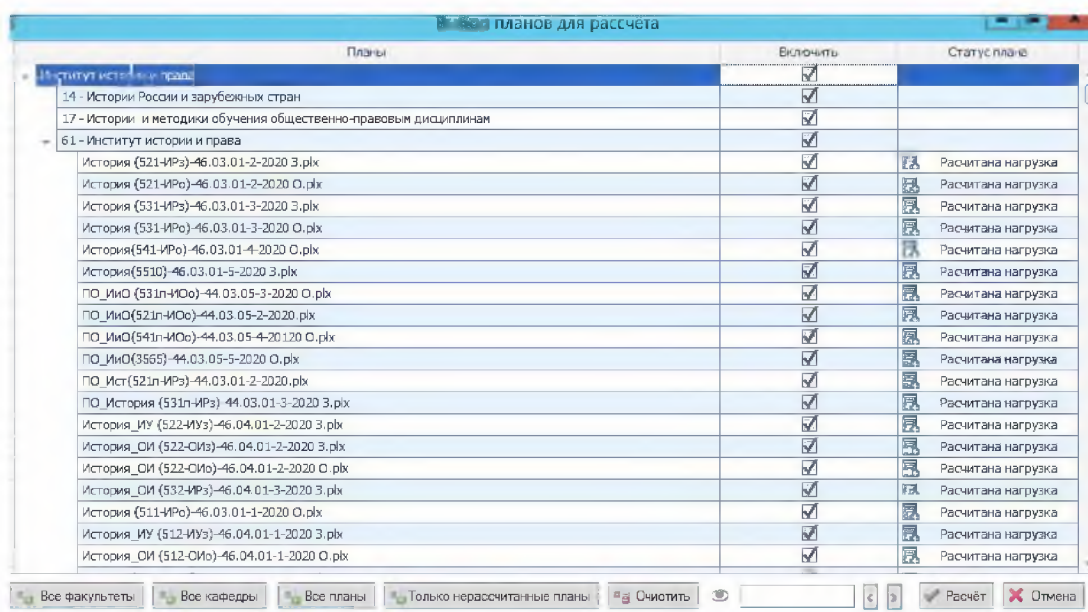 Выбор планов для рассчёта
Планы Включить Статус плана
Институт истории и права
14 - Истории России и зарубежных стран
17 - Истории и методики обучения общественно-правовым дисциплинам
61 - Институт истории и права
История (521-ИРз)-46.03.01-2-2020 З.plx Расчитана нагрузка
История (521-ИРо)-46.03.01-2-2020 О.plx Расчитана нагрузка
История (531-ИРз)-46.03.01-3-2020 З.plx Расчитана нагрузка
История (531-ИРо)-46.03.01-3-2020 О.plx Расчитана нагрузка
История(541-ИРо)-46.03.01-4-2020 О.plx Расчитана нагрузка
История(5510)-46.03.01-5-2020 З.plx Расчитана нагрузка
ПО_ИиО (531п-ИОо)-44.03.05-3-2020 О.plx Расчитана нагрузка
ПО_ИиО(521п-ИОо)-44.03.05-2-2020.plx Расчитана нагрузка
ПО_ИиО(541п-ИОо)-44.03.05-4-20120 О.plx Расчитана нагрузка
ПО_ИиО(3565)-44.03.05-5-2020 О.plx Расчитана нагрузка
ПО_Ист(521п-ИРз)-44.03.01-2-2020.plx Расчитана нагрузка
ПО_История (531п-ИРз)-44.03.01-3-2020 З.plx Расчитана нагрузка
История_ИУ (522-ИУз)-46.04.01-2-2020 З.plx Расчитана нагрузка
История_ОИ (522-ОИз)-46.04.01-2-2020 З.plx Расчитана нагрузка
История_ОИ (522-ОИо)-46.04.01-2-2020 О.plx Расчитана нагрузка
История_ОИ (532-ИРз)-46.04.01-3-2020 З.plx Расчитана нагрузка
История (511-ИРо)-46.03.01-1-2020 О.plx Расчитана нагрузка
История_ИУ (512-ИУз)-46.04.01-1-2020 З.plx Расчитана нагрузка
История_ОИ (512-ОИо)-46.04.01-1-2020 О.plx Расчитана нагрузка
Все факультеты Все кафедры Все планы Только нерассчитанные планы Очистить < > Расчёт Отмена